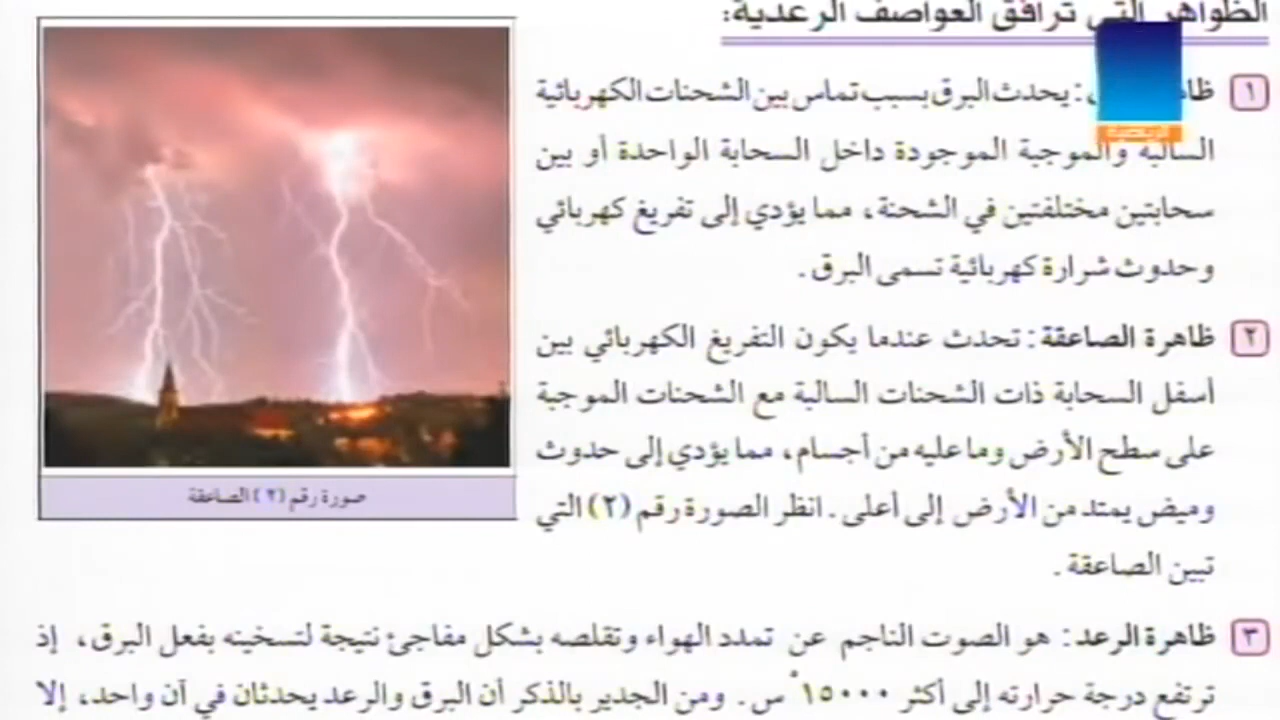 الظواهر التي ترافق العواصف الرعدية:
١ : يحدث البرق بسبب تماس بين الشحنات الكهربائية
السالبة والموجبة الموجودة داخل السحابة الواحدة أو بين
سحابتين مختلفتين في الشحنة، مما يؤدي إلى تفريغ كهربائي
وحدوث شرارة كهربائية تسمى البرق.
٢ ظاهرة الصاعقة: تحدث عندما يكون التفريغ الكهربائي بين
أسفل السحابة ذات الشحنات السالبة مع الشحنات الموجبة
على سطح الأرض وما عليه من أجسام، مما يؤدي إلى حدوث
وميض يمتد من الأرض إلى أعلى. انظر الصورة رقم (٢) التي
تبين الصاعقة.
صورة رقم (٢) الصاعقة
٣ ظاهرة الرعد: هو الصوت الناجم عن تمدد الهواء وتقلصه بشكل مفاجئ نتيجة لتسخينه بفعل البرق، إذ
ترتفع درجة حرارته إلى أكثر ١٥٠٠٠° س. ومن الجدير بالذكر أن البرق والرعد يحدثان في آن واحد، إلا
الرياضية